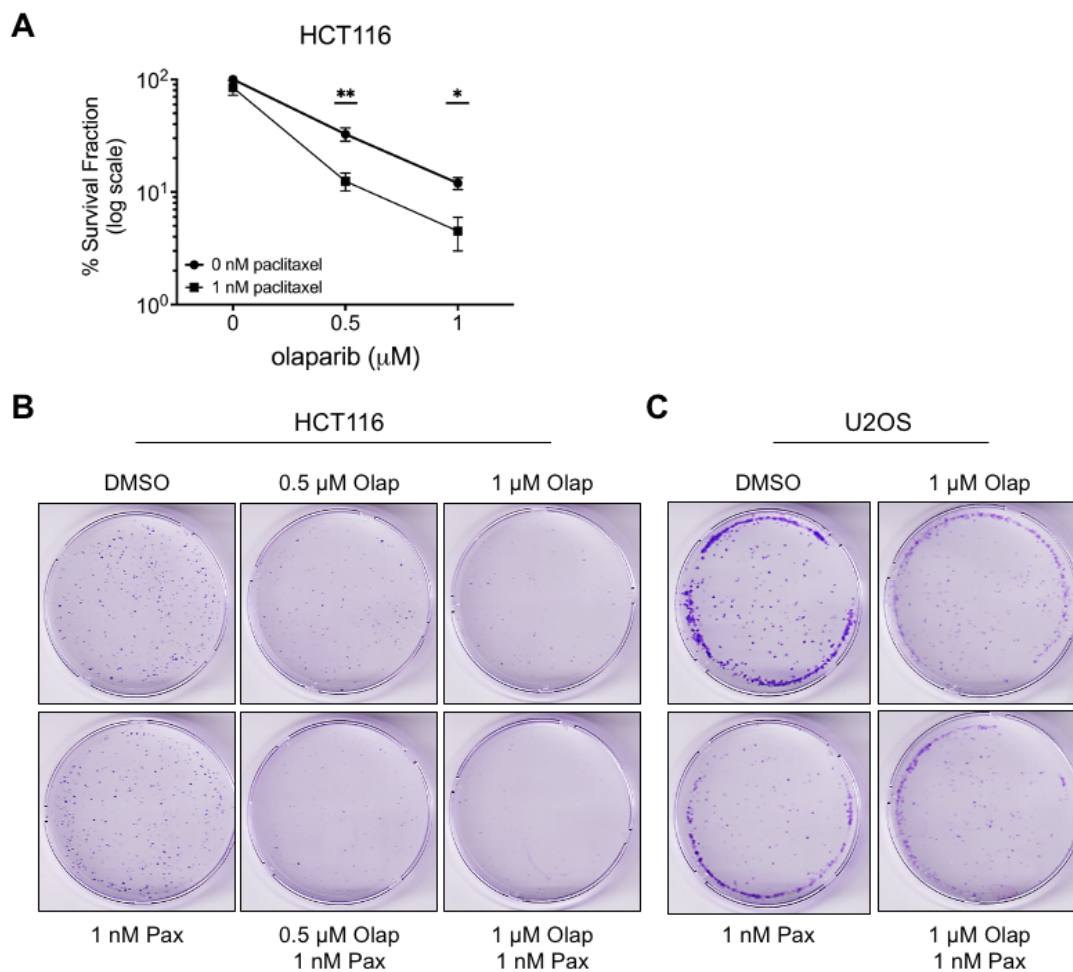 A
HCT116
% Survival Fraction
(log scale)
10²
**
*
10¹
10⁰
0 nM paclitaxel
1 nM paclitaxel
0
0.5
1
olaparib (μM)
B
HCT116
DMSO
0.5 μM Olap
1 μM Olap
1 nM Pax
0.5 μM Olap
1 nM Pax
1 μM Olap
1 nM Pax
C
U2OS
DMSO
1 μM Olap
1 nM Pax
1 μM Olap
1 nM Pax